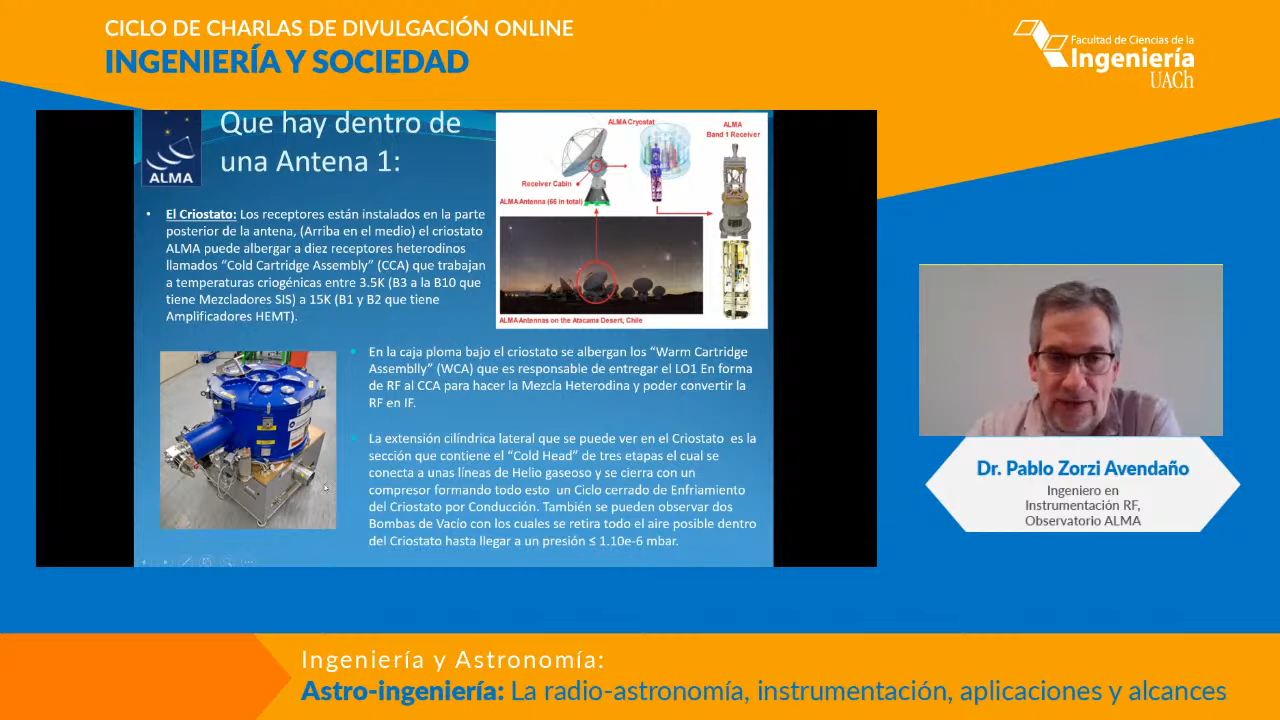 CICLO DE CHARLAS DE DIVULGACIÓN ONLINE
INGENIERÍA Y SOCIEDAD
Facultad de Ciencias de la
Ingeniería
UACh
ALMA
Que hay dentro de
una Antena 1:
• El Criostato: Los receptores están instalados en la parte
posterior de la antena, (Arriba en el medio) el criostato
ALMA puede albergar a diez receptores heterodinos
llamados “Cold Cartridge Assembly” (CCA) que trabajan
a temperaturas criogénicas entre 3.5K (B3 a la B10 que
tiene Mezcladores SIS) a 15K (B1 y B2 que tiene
Amplificadores HEMT).
ALMA Cryostat
ALMA
Band 1 Receiver
Receiver Cabin
ALMA Antenna (66 in total)
ALMA Antennas on the Atacama Desert, Chile
• En la caja ploma bajo el criostato se albergan los “Warm Cartridge
Assemblly” (WCA) que es responsable de entregar el LO1 En forma
de RF al CCA para hacer la Mezcla Heterodina y poder convertir la
RF en IF.
• La extensión cilíndrica lateral que se puede ver en el Criostato es la
sección que contiene el “Cold Head” de tres etapas el cual se
conecta a unas líneas de Helio gaseoso y se cierra con un
compresor formando todo esto un Ciclo cerrado de Enfriamiento
del Criostato por Conducción. También se pueden observar dos
Bombas de Vacío con los cuales se retira todo el aire posible dentro
del Criostato hasta llegar a un presión ≤ 1.10e-6 mbar.
Dr. Pablo Zorzi Avendaño
Ingeniero en
Instrumentación RF,
Observatorio ALMA
Ingeniería y Astronomía:
Astro-ingeniería: La radio-astronomía, instrumentación, aplicaciones y alcances